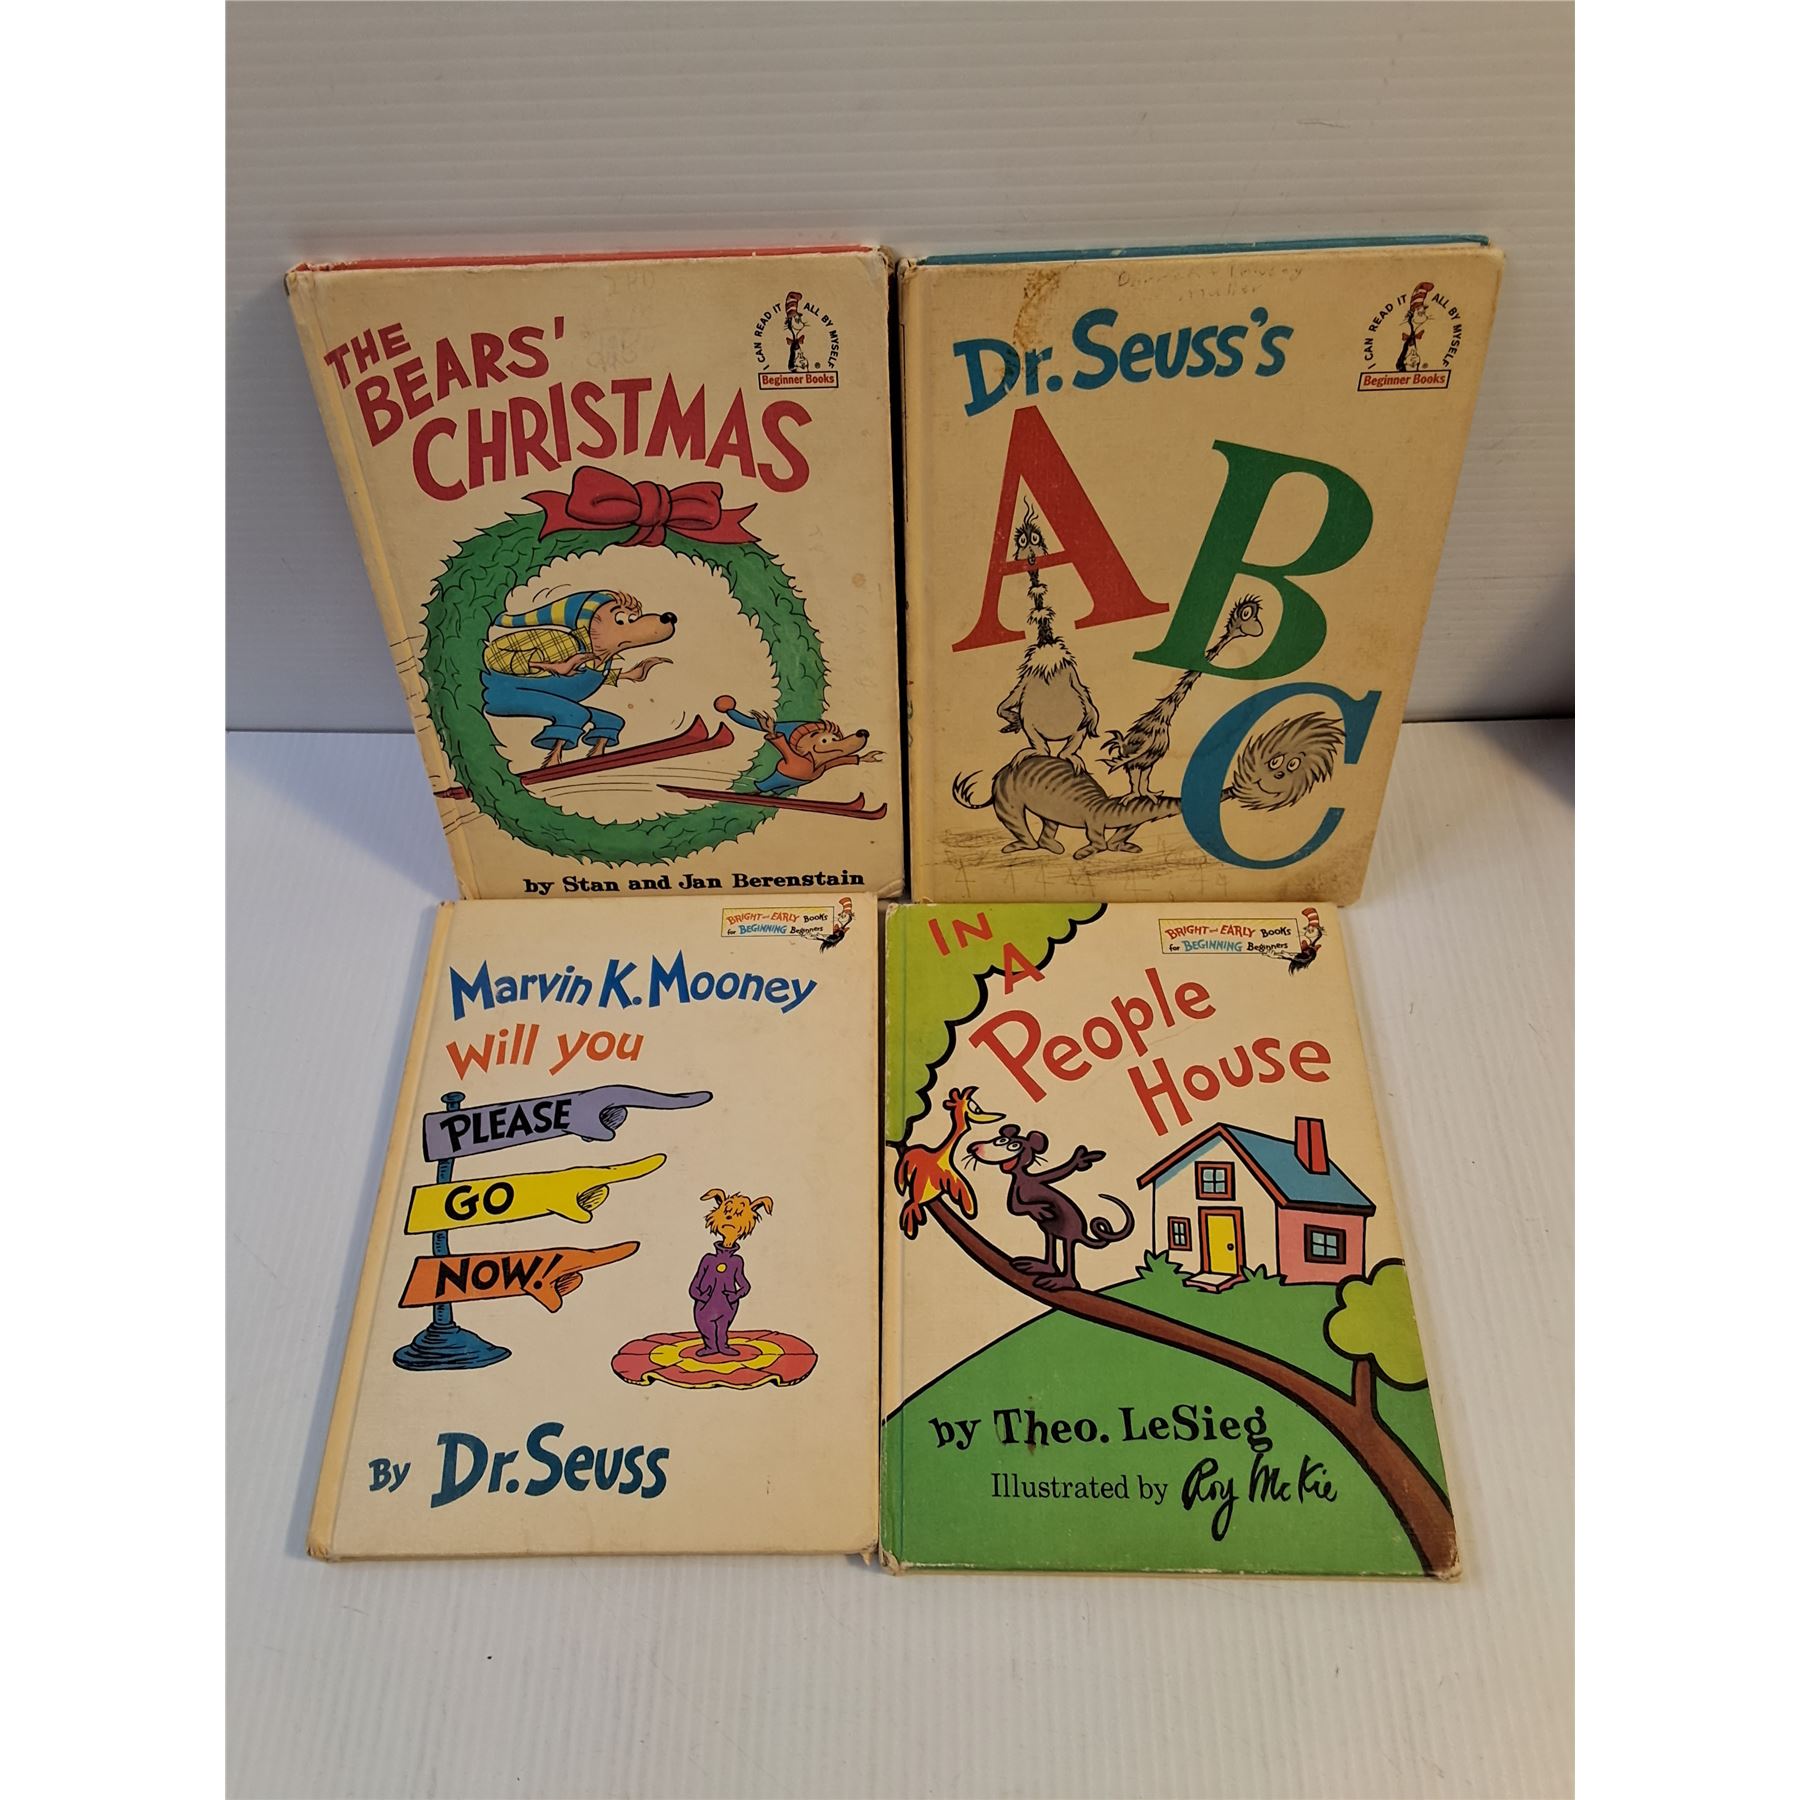 THE
BEARS'
CHRISTMAS
I CAN READ IT ALL BY MYSELF
Beginner Books
by Stan and Jan Berenstain
Dr. Seuss's
I CAN READ IT ALL BY MYSELF
Beginner Books
A
B
C
BRIGHT and EARLY BOOKS
for BEGINNING Beginners
Marvin K. Mooney
Will you
PLEASE
GO
NOW!
By Dr. Seuss
BRIGHT and EARLY BOOKS
for BEGINNING Beginners
IN
A
People
House
by Theo. LeSieg
Illustrated by Roy McKie